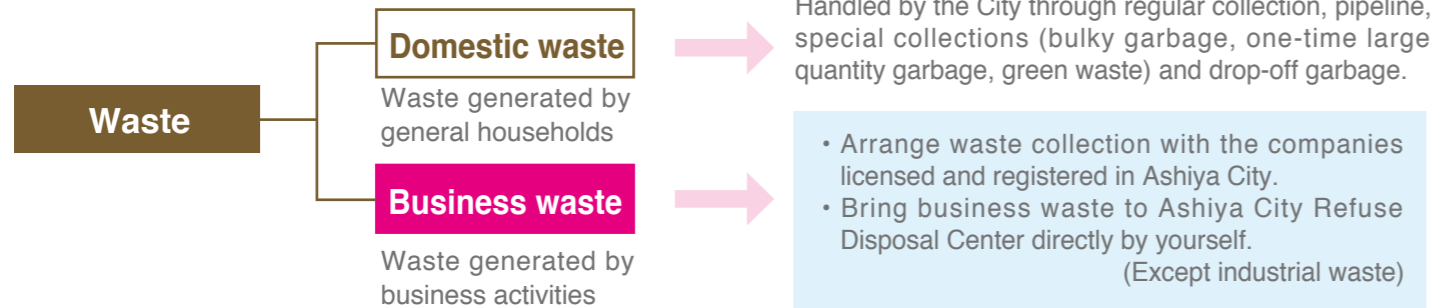 Waste
Domestic waste
Waste generated by
general households
Handled by the City through regular collection, pipeline,
special collections (bulky garbage, one-time large
quantity garbage, green waste) and drop-off garbage.
Business waste
Waste generated by
business activities
• Arrange waste collection with the companies
licensed and registered in Ashiya City.
• Bring business waste to Ashiya City Refuse
Disposal Center directly by yourself.
(Except industrial waste)